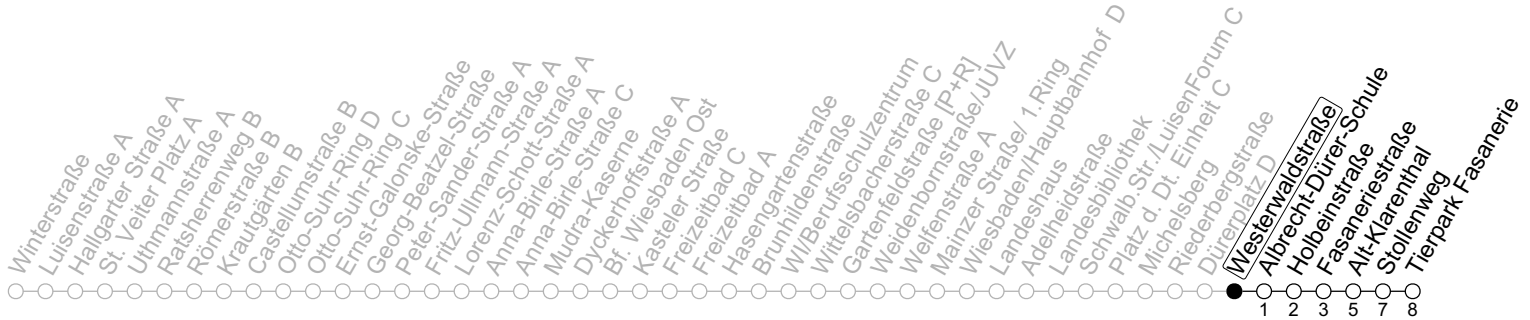 Winterstraße
Luisenstraße A
Hallgarter Straße A
St. Veiter Platz A
Uthmannstraße A
Ratsherrenweg B
Römerstraße B
Krautgärten B
Castellumstraße B
Otto-Suhr-Ring D
Otto-Suhr-Ring C
Ernst-Galonske-Straße
Georg-Beatzel-Straße
Peter-Sander-Straße A
Fritz-Ullmann-Straße A
Lorenz-Schott-Straße A
Anna-Birle-Straße A
Anna-Birle-Straße C
Mudra-Kaserne
Dyckerhoffstraße A
Bf. Wiesbaden Ost
Kasteler Straße
Freizeitbad C
Freizeitbad A
Hasengartenstraße
Brunhildenstraße
WI/Berufsschulzentrum
Wittelsbacherstraße C
Gartenfeldstraße [P+R]
Weidenbornstraße/JUVZ
Welfenstraße A
Mainzer Straße/ 1.Ring
Wiesbaden/Hauptbahnhof D
Landeshaus
Adelheidstraße
Landesbibliothek
Schwalb.Str./LuisenForum C
Platz d. Dt. Einheit C
Michelsberg
Riederbergstraße
Dürerplatz D
Westerwaldstraße
Albrecht-Dürer-Schule
Holbeinstraße
Fasaneriestraße
Alt-Klarenthal
Stollenweg
Tierpark Fasanerie
1 2 3 5 7 8